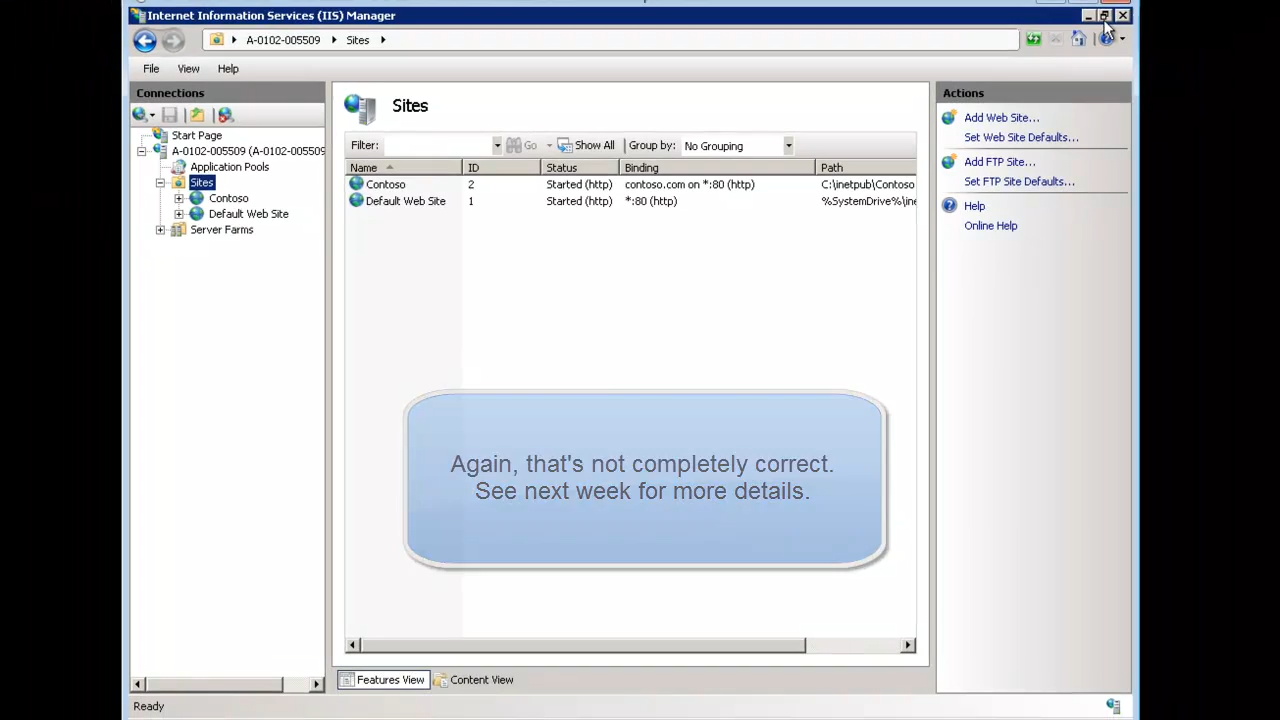 Internet Information Services (IIS) Manager
A-0102-005509
Sites
File View Help
Connections
Start Page
A-0102-005509 (A-0102-005509
Application Pools
Sites
Contoso
Default Web Site
Server Farms
Sites
Filter: Go Show All Group by: No Grouping
Name ID Status Binding Path
Contoso 2 Started (http) contoso.com on *:80 (http) C:\inetpub\Contoso
Default Web Site 1 Started (http) *:80 (http) %SystemDrive%\ine
Again, that's not completely correct.
See next week for more details.
Features View Content View
Actions
Add Web Site...
Set Web Site Defaults...
Add FTP Site...
Set FTP Site Defaults...
Help
Online Help
Ready